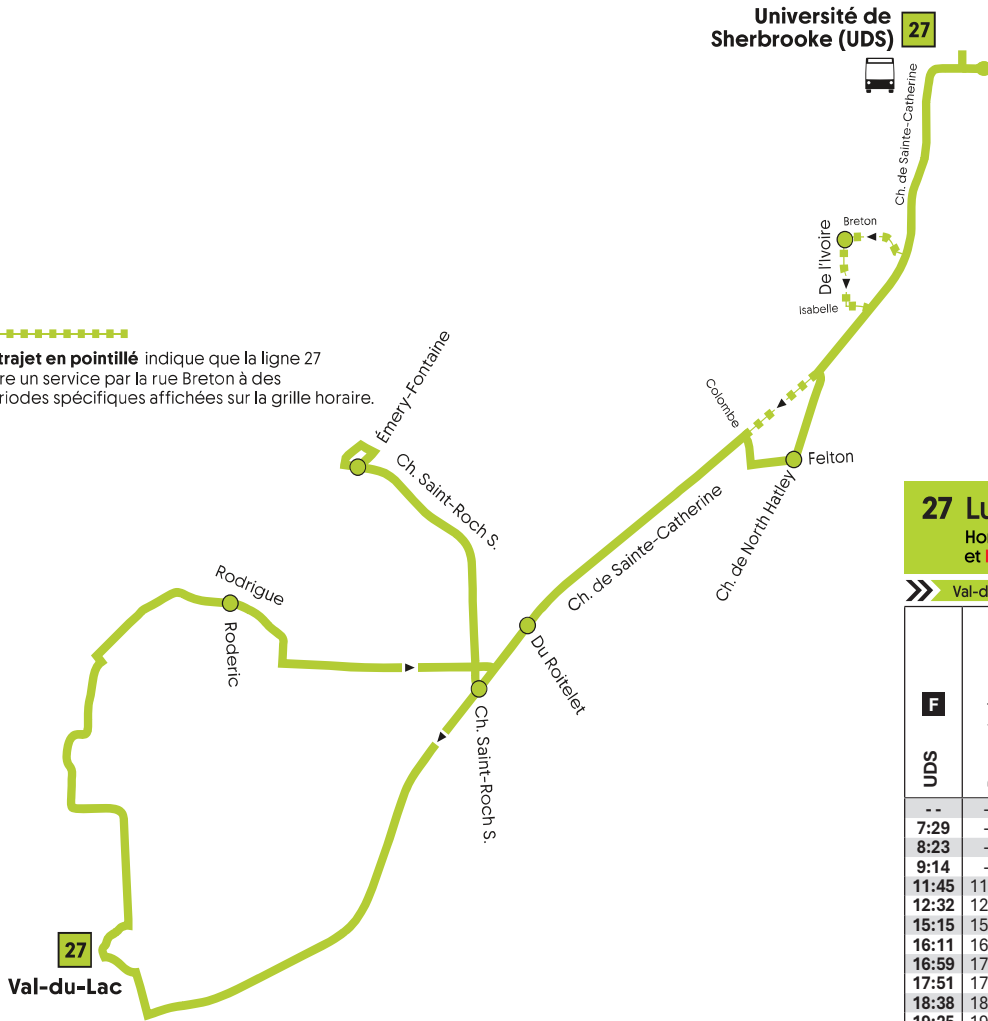 Université de
Sherbrooke (UDS)
27
Ch. de Sainte-Catherine
Breton
De l'Ivoire
Isabelle
trajet en pointillé indique que la ligne 27
re un service par la rue Breton à des
riodes spécifiques affichées sur la grille horaire.
Émery-Fontaine
Colombe
Ch. Saint-Roch S.
Felton
Ch. de Sainte-Catherine
Ch. de North Hatley
Rodrigue
Roderic
Du Roitelet
Ch. Saint-Roch S.
27
Val-du-Lac
27 Lu
Hor
et
Val-d
F
UDS
- - -
7:29 -
8:23 -
9:14 -
11:45 11
12:32 12
15:15 15
16:11 16
16:59 17
17:51 17
18:38 18
19:25 19